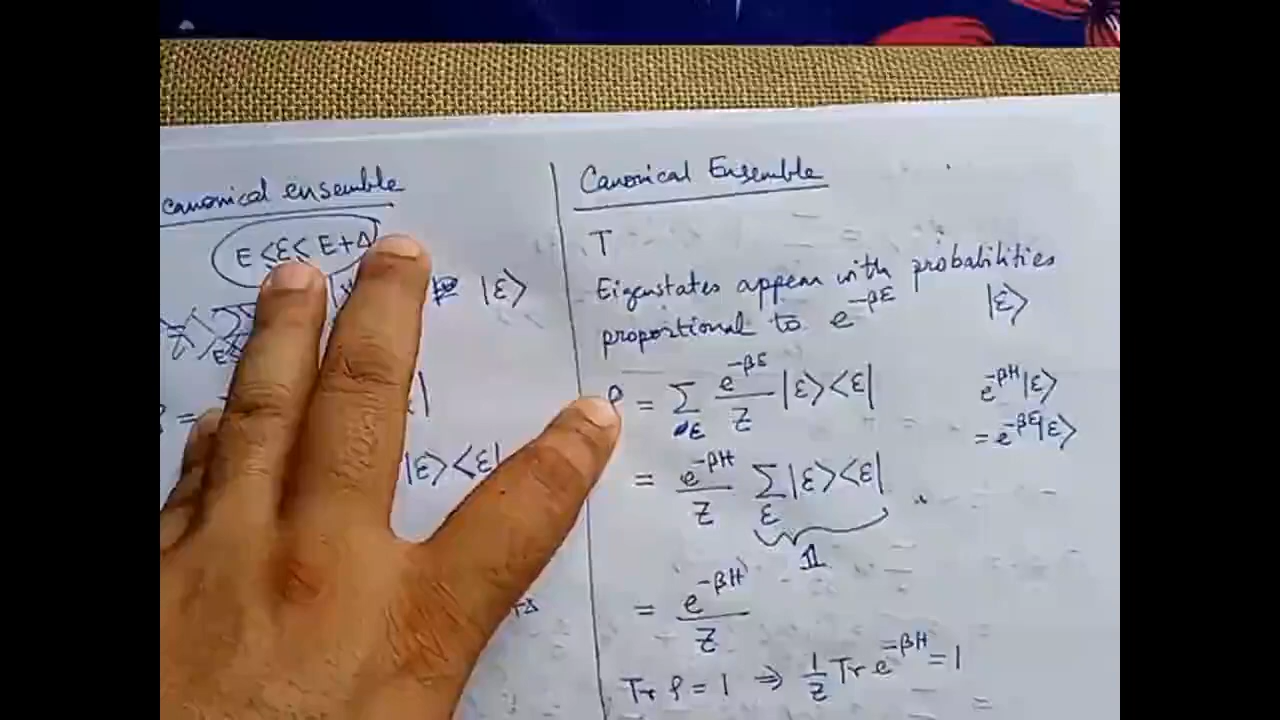 canonical ensemble
E ≤ ε ≤ E+Δ
|ε⟩
=
|ε⟩⟨ε|
Canonical Ensemble
T
Eigenstates appear with probabilities
proportional to e^{-βε} |ε⟩
ρ = Σ_ε e^{-βε}/Z |ε⟩⟨ε| e^{-βH}|ε⟩
= e^{-βε}|ε⟩
= e^{-βH}/Z Σ_ε |ε⟩⟨ε|
𝟙
= e^{-βH}/Z
Tr ρ = 1 ⇒ 1/Z Tr e^{-βH} = 1